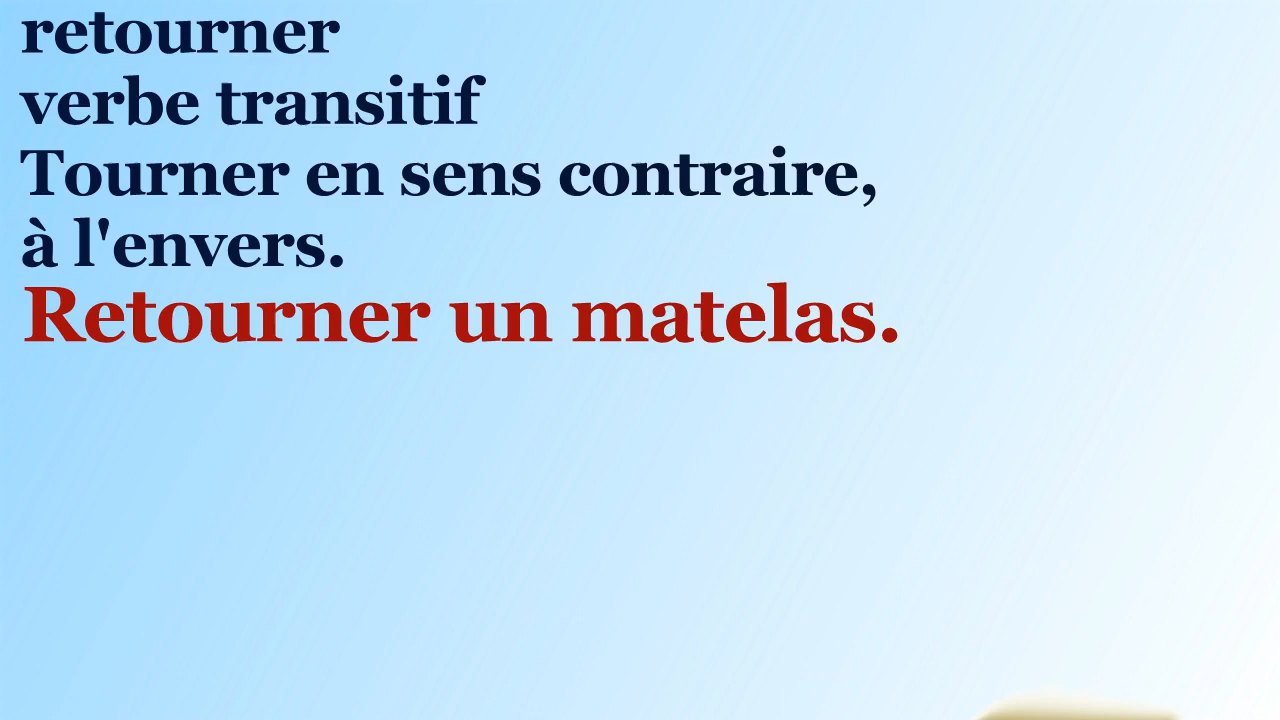 retourner
verbe transitif
Tourner en sens contraire,
à l'envers.
Retourner un matelas.